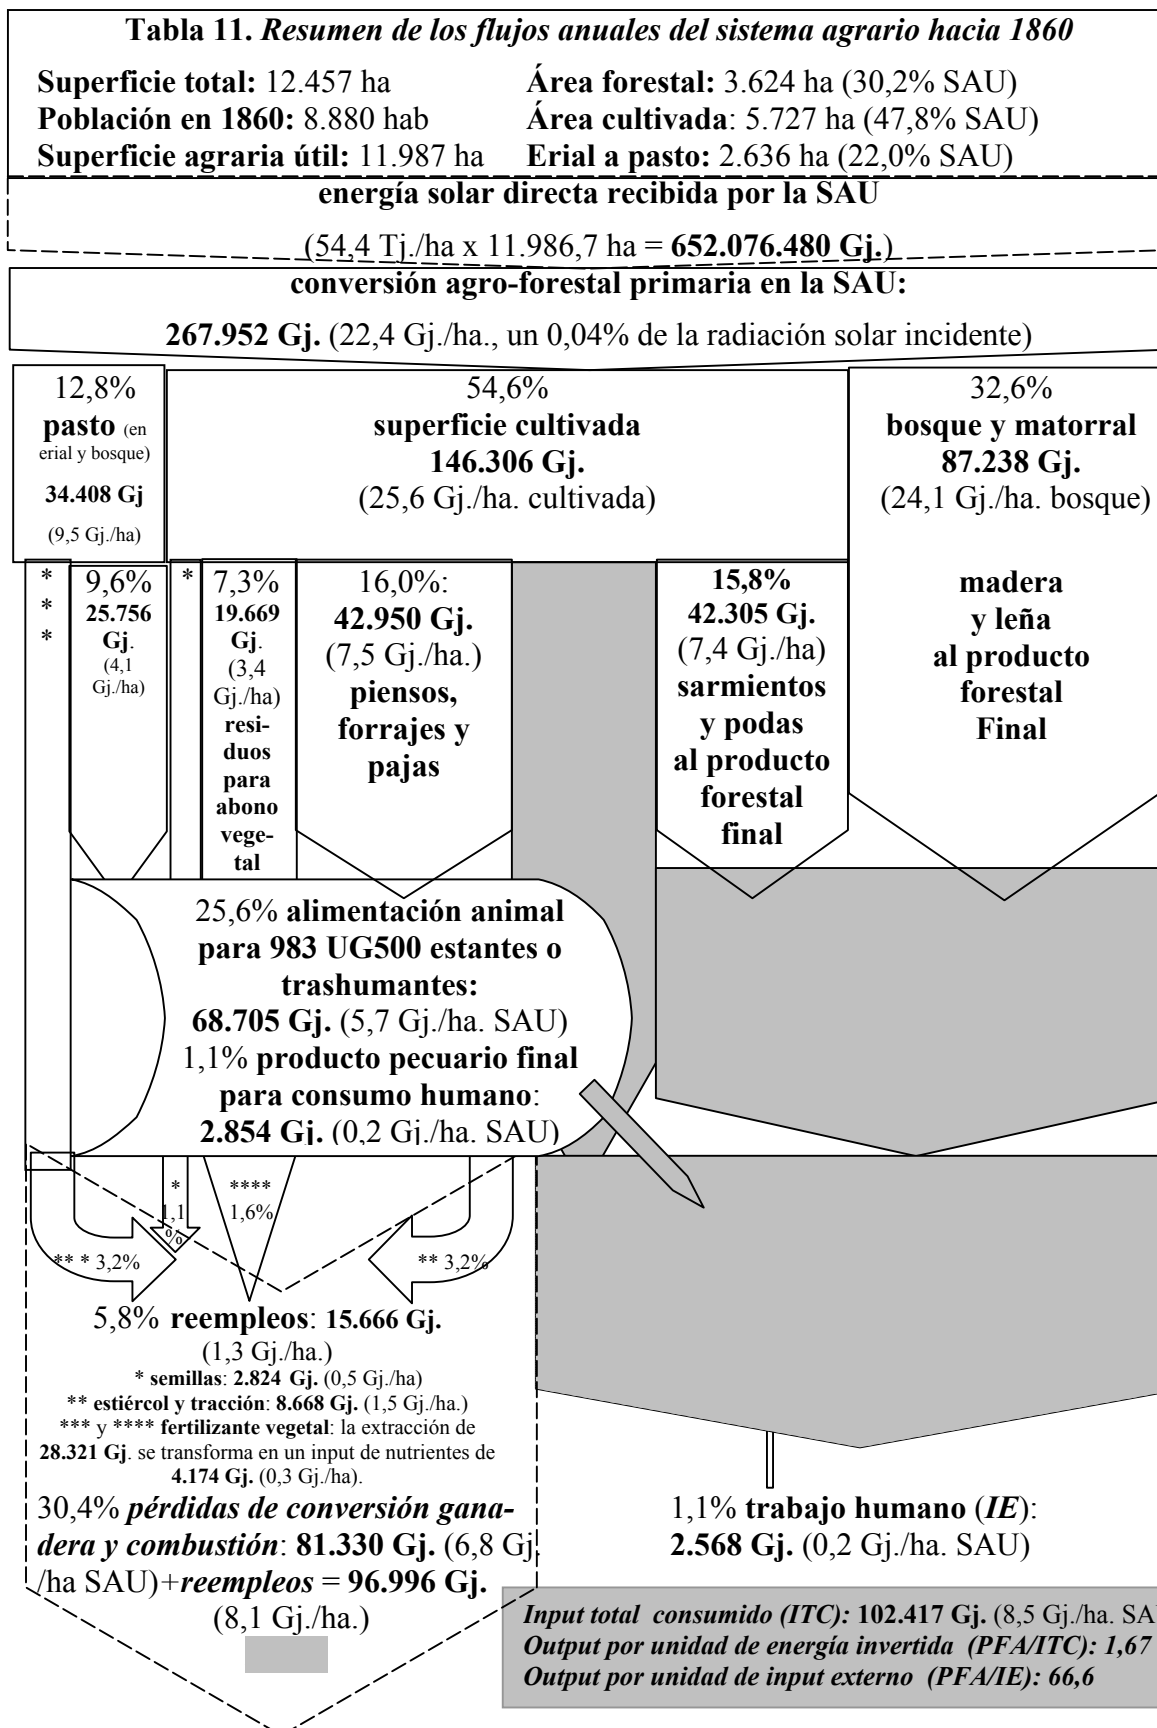 Tabla 11. Resumen de los flujos anuales del sistema agrario hacia 1860
Superficie total: 12.457 ha
Área forestal: 3.624 ha (30,2% SAU)
Población en 1860: 8.880 hab
Área cultivada: 5.727 ha (47,8% SAU)
Superficie agraria útil: 11.987 ha
Erial a pasto: 2.636 ha (22,0% SAU)
energía solar directa recibida por la SAU
(54,4 Tj./ha x 11.986,7 ha = 652.076.480 Gj.)
conversión agro-forestal primaria en la SAU:
267.952 Gj. (22,4 Gj./ha., un 0,04% de la radiación solar incidente)
12,8%
pasto (en
erial y bosque)
34.408 Gj
(9,5 Gj./ha)
54,6%
superficie cultivada
146.306 Gj.
(25,6 Gj./ha. cultivada)
32,6%
bosque y matorral
87.238 Gj.
(24,1 Gj./ha. bosque)
*
*
*
9,6%
25.756
Gj.
(4,1
Gj./ha)
*
7,3%
19.669
Gj.
(3,4
Gj./ha)
resi-
duos
para
abono
vege-
tal
16,0%:
42.950 Gj.
(7,5 Gj./ha.)
piensos,
forrajes y
pajas
15,8%
42.305 Gj.
(7,4 Gj./ha)
sarmientos
y podas
al producto
forestal
final
madera
y leña
al producto
forestal
Final
25,6% alimentación animal
para 983 UG500 estantes o
trashumantes:
68.705 Gj. (5,7 Gj./ha. SAU)
1,1% producto pecuario final
para consumo humano:
2.854 Gj. (0,2 Gj./ha. SAU)
*
1,1
%
****
1,6%
** * 3,2%
** 3,2%
5,8% reempleos: 15.666 Gj.
(1,3 Gj./ha.)
* semillas: 2.824 Gj. (0,5 Gj./ha)
** estiércol y tracción: 8.668 Gj. (1,5 Gj./ha.)
*** y **** fertilizante vegetal: la extracción de
28.321 Gj. se transforma en un input de nutrientes de
4.174 Gj. (0,3 Gj./ha).
30,4% pérdidas de conversión gana-
dera y combustión: 81.330 Gj. (6,8 Gj.
/ha SAU)+reempleos = 96.996 Gj.
(8,1 Gj./ha.)
1,1% trabajo humano (IE):
2.568 Gj. (0,2 Gj./ha. SAU)
Input total consumido (ITC): 102.417 Gj. (8,5 Gj./ha.
Output por unidad de energía invertida (PFA/ITC): 1,67
Output por unidad de input externo (PFA/IE): 66,6